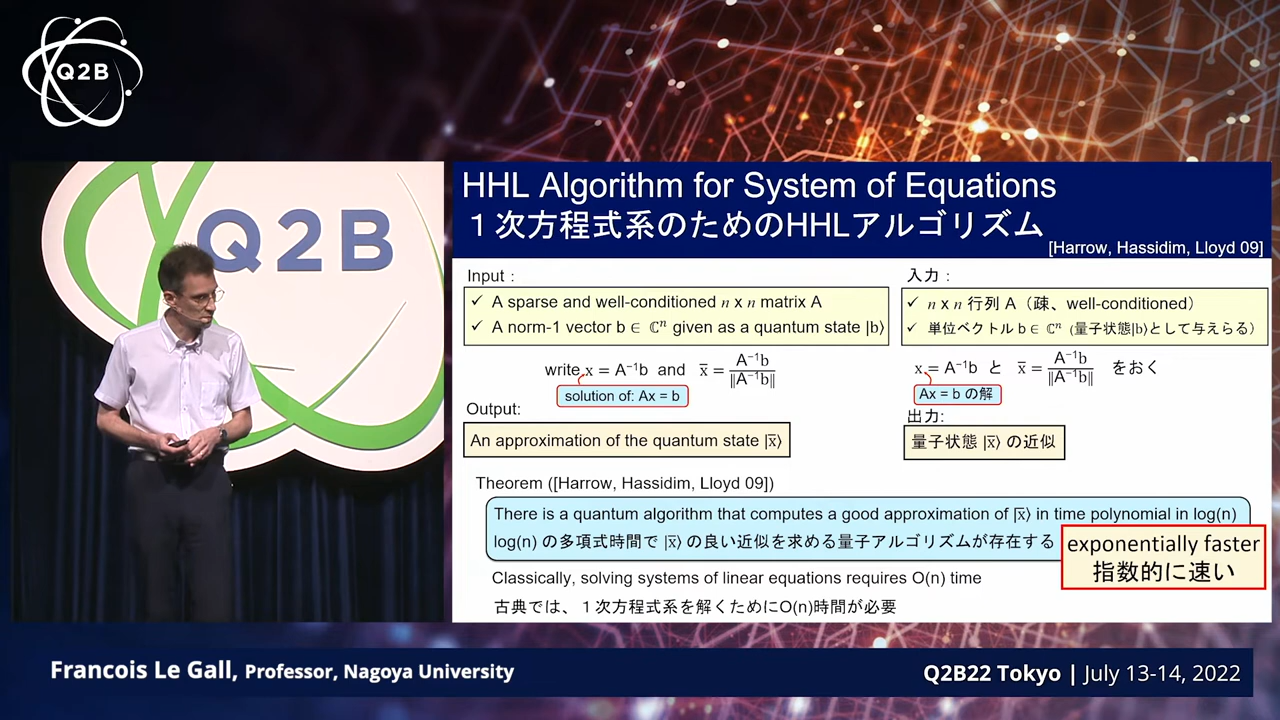 Q2B
Q2B
HHL Algorithm for System of Equations
１次方程式系のためのHHLアルゴリズム
[Harrow, Hassidim, Lloyd 09]
Input :
✓ A sparse and well-conditioned n x n matrix A
✓ A norm-1 vector b ∈ ℂⁿ given as a quantum state |b⟩
write x = A⁻¹b and x̅ = A⁻¹b / ‖A⁻¹b‖
solution of: Ax = b
Output:
An approximation of the quantum state |x̅⟩
入力 :
✓ n x n 行列 A（疎、well-conditioned）
✓ 単位ベクトル b ∈ ℂⁿ (量子状態|b⟩として与えらる）
x = A⁻¹b と x̅ = A⁻¹b / ‖A⁻¹b‖ をおく
Ax = b の解
出力:
量子状態 |x̅⟩ の近似
Theorem ([Harrow, Hassidim, Lloyd 09])
There is a quantum algorithm that computes a good approximation of |x̅⟩ in time polynomial in log(n)
log(n) の多項式時間で |x̅⟩ の良い近似を求める量子アルゴリズムが存在する
exponentially faster
指数的に速い
Classically, solving systems of linear equations requires O(n) time
古典では、１次方程式系を解くためにO(n)時間が必要
Francois Le Gall, Professor, Nagoya University
Q2B22 Tokyo | July 13-14, 2022